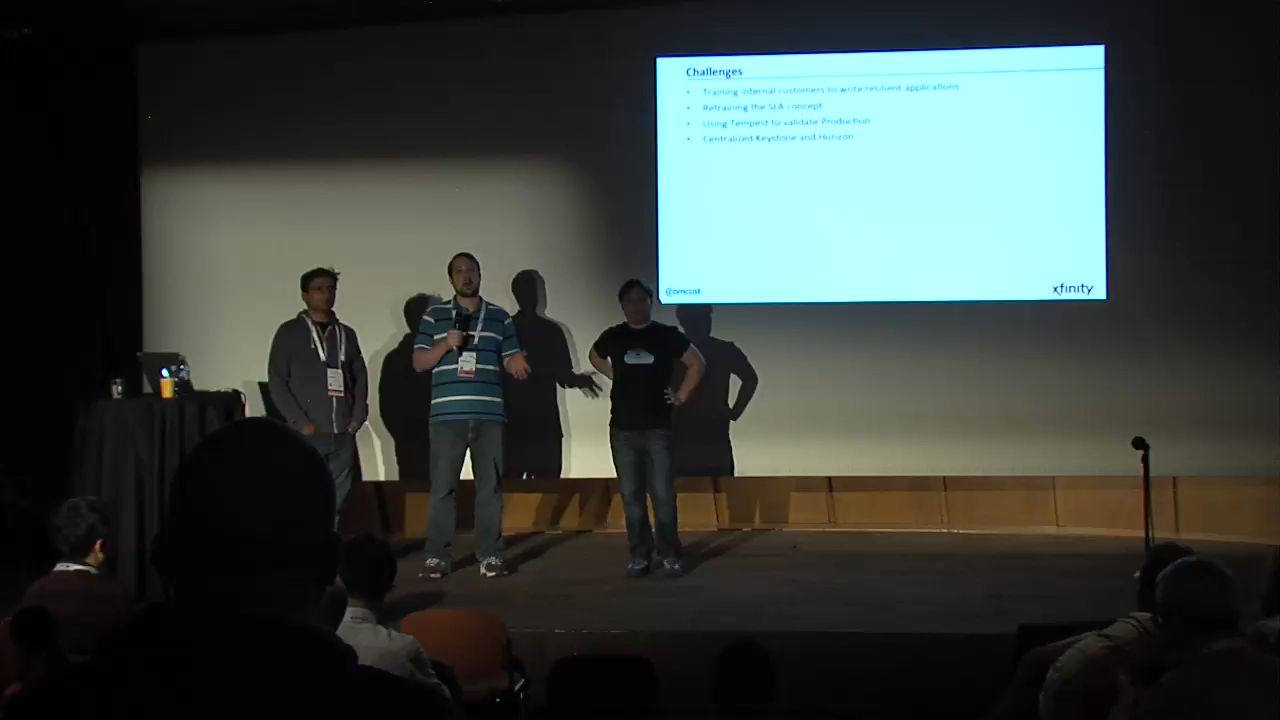 Challenges
• Training internal customers to write resilient applications
• Retraining the SLA concept
• Using Tempest to validate Production
• Centralized Keystone and Horizon
Comcast
xfinity